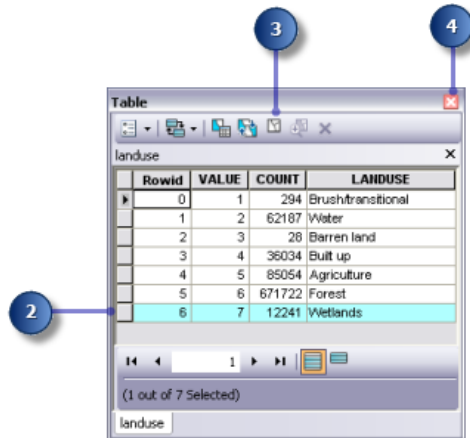 3
4
Table
landuse
Rowid VALUE COUNT LANDUSE
0 1 294 Brush/transitional
1 2 62187 Water
2 3 28 Barren land
3 4 36034 Built up
4 5 85054 Agriculture
5 6 671722 Forest
2
6 7 12241 Wetlands
1
(1 out of 7 Selected)
landuse